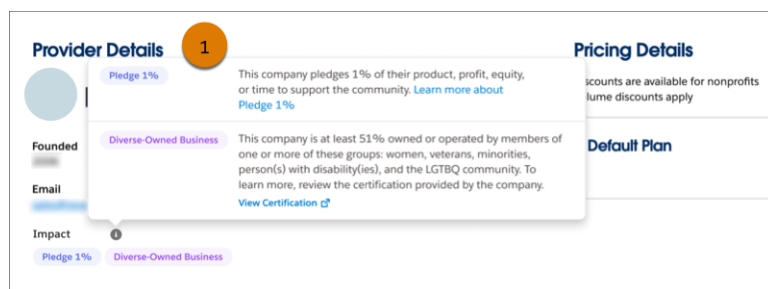 Provider Details
1
Pricing Details
Pledge 1%
This company pledges 1% of their product, profit, equity,
or time to support the community. Learn more about
Pledge 1%
scounts are available for nonprofits
lume discounts apply
Diverse-Owned Business
This company is at least 51% owned or operated by members of
one or more of these groups: women, veterans, minorities,
person(s) with disability(ies), and the LGTBQ community. To
learn more, review the certification provided by the company.
View Certification
Founded
Default Plan
Email
Impact
Pledge 1%
Diverse-Owned Business